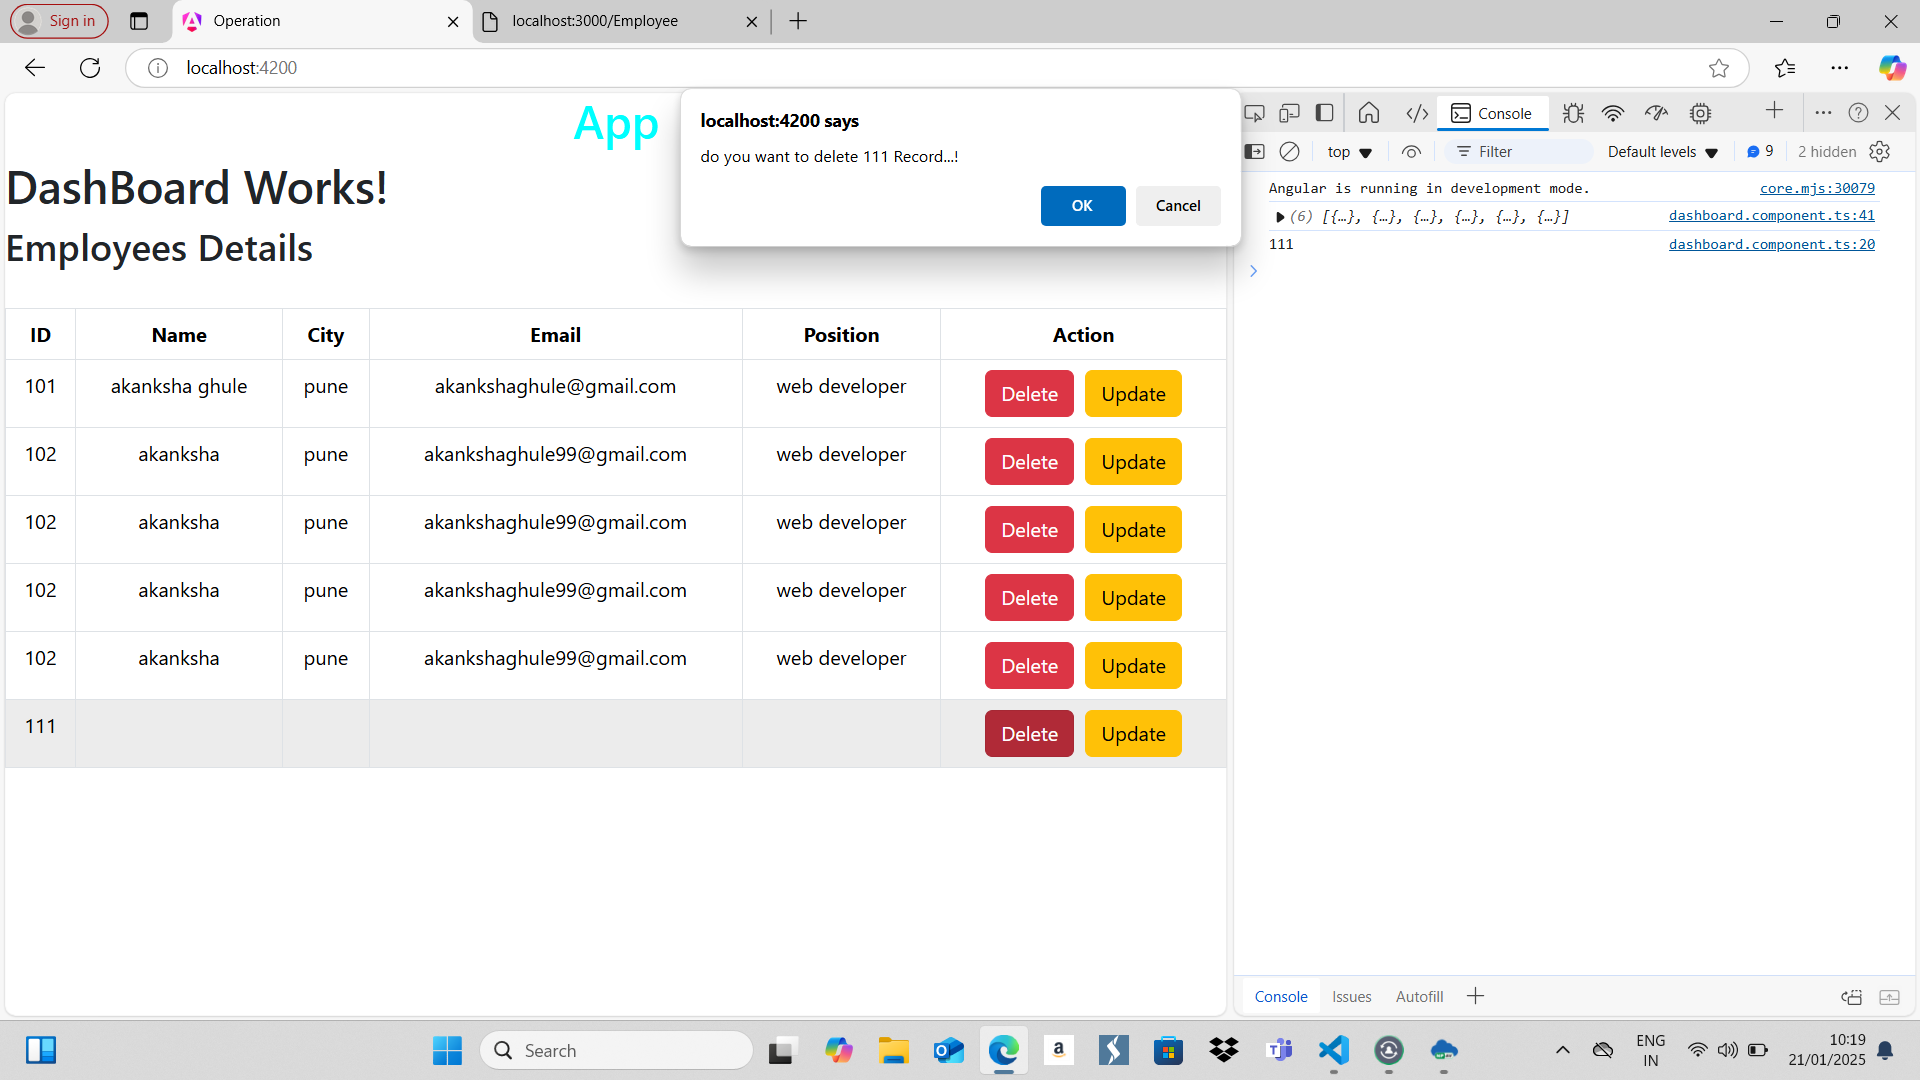 Sign in
Operation
localhost:3000/Employee
localhost:4200
App
localhost:4200 says
do you want to delete 111 Record...!
OK
Cancel
DashBoard Works!
Employees Details
ID Name City Email Position Action
101 akanksha ghule pune akankshaghule@gmail.com web developer Delete Update
102 akanksha pune akankshaghule99@gmail.com web developer Delete Update
102 akanksha pune akankshaghule99@gmail.com web developer Delete Update
102 akanksha pune akankshaghule99@gmail.com web developer Delete Update
102 akanksha pune akankshaghule99@gmail.com web developer Delete Update
111 Delete Update
Console
top Filter Default levels 9 2 hidden
Angular is running in development mode. core.mjs:30079
(6) [{…}, {…}, {…}, {…}, {…}, {…}] dashboard.component.ts:41
111 dashboard.component.ts:20
Console Issues Autofill
Search
ENG
IN
10:19
21/01/2025